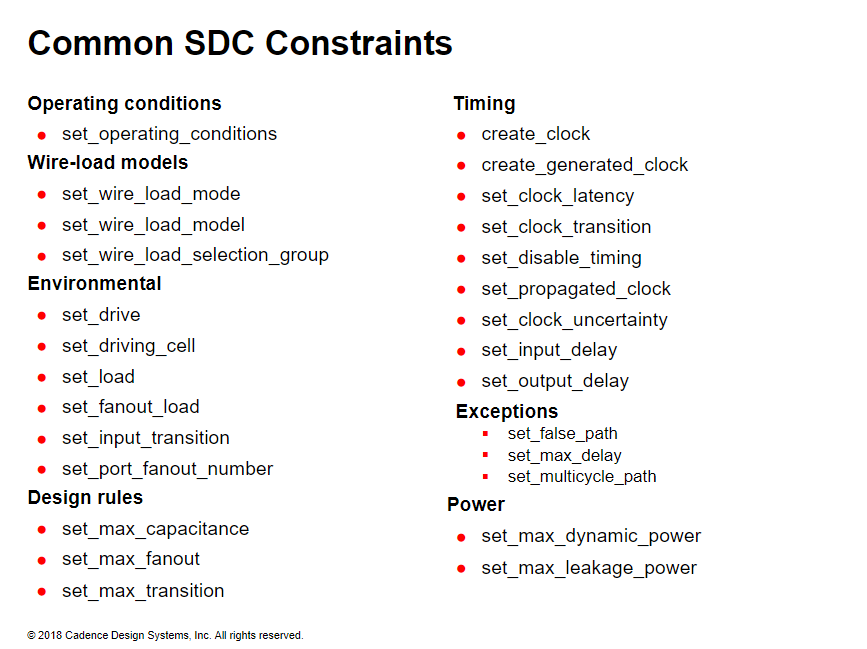 Common SDC Constraints
Operating conditions
set_operating_conditions
Wire-load models
set_wire_load_mode
set_wire_load_model
set_wire_load_selection_group
Environmental
set_drive
set_driving_cell
set_load
set_fanout_load
set_input_transition
set_port_fanout_number
Design rules
set_max_capacitance
set_max_fanout
set_max_transition
Timing
create_clock
create_generated_clock
set_clock_latency
set_clock_transition
set_disable_timing
set_propagated_clock
set_clock_uncertainty
set_input_delay
set_output_delay
Exceptions
set_false_path
set_max_delay
set_multicycle_path
Power
set_max_dynamic_power
set_max_leakage_power
© 2018 Cadence Design Systems, Inc. All rights reserved.